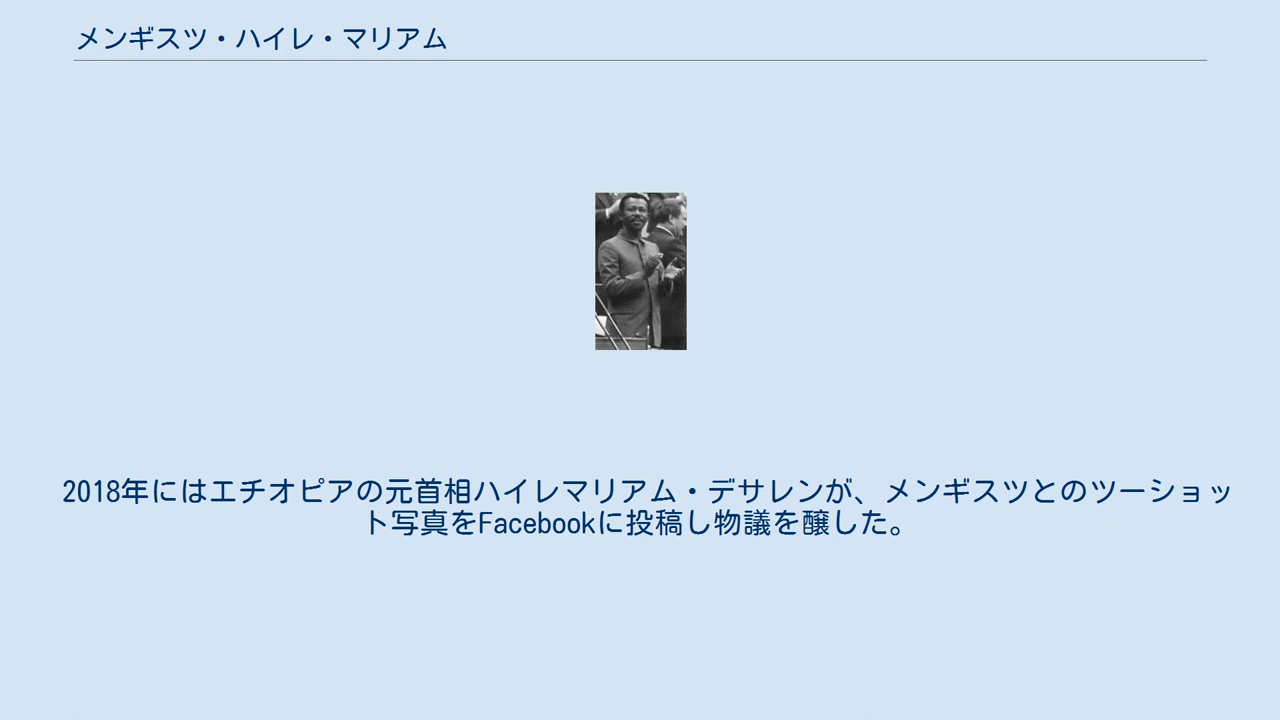 メンギスツ・ハイレ・マリアム
2018年にはエチオピアの元首相ハイレマリアム・デサレンが、メンギスツとのツーショッ
ト写真をFacebookに投稿し物議を醸した。